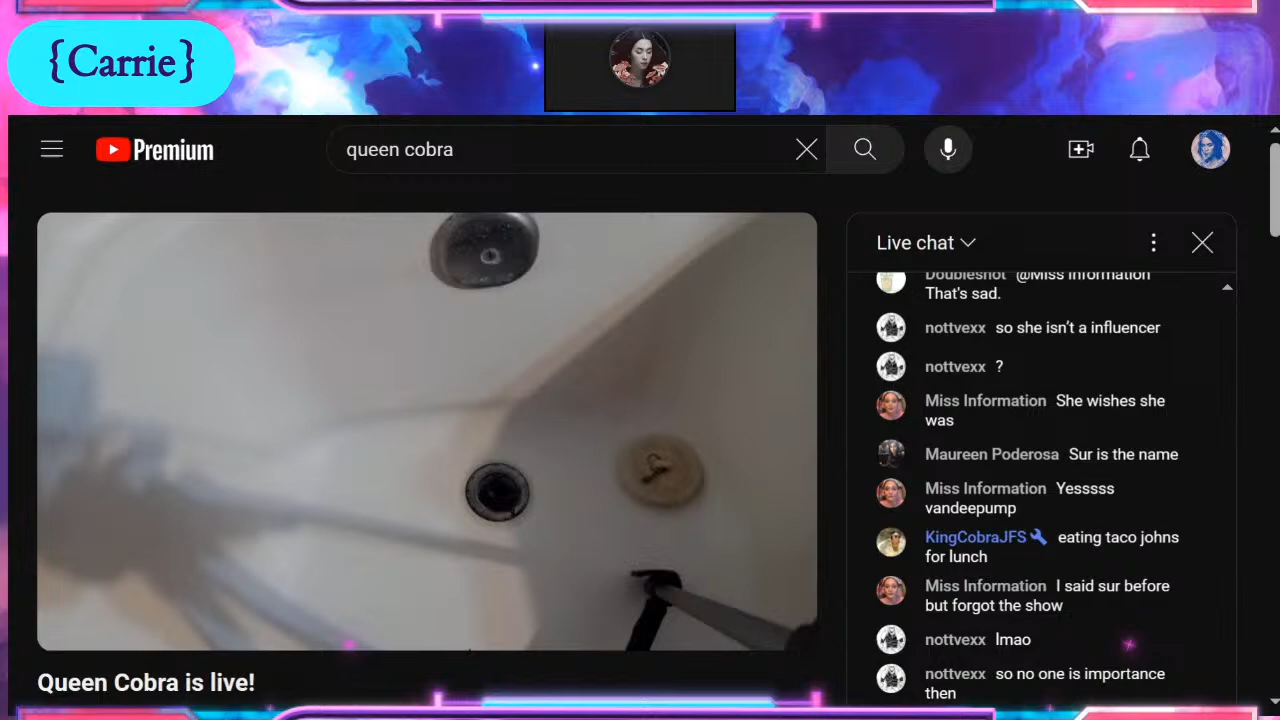 {Carrie}
Premium
queen cobra
Live chat
Doubleshot @Miss Information
That's sad.
nottvexx so she isn't a influencer
nottvexx ?
Miss Information She wishes she
was
Maureen Poderosa Sur is the name
Miss Information Yesssss
vandeepump
KingCobraJFS eating taco johns
for lunch
Miss Information I said sur before
but forgot the show
nottvexx lmao
nottvexx so no one is importance
then
Queen Cobra is live!